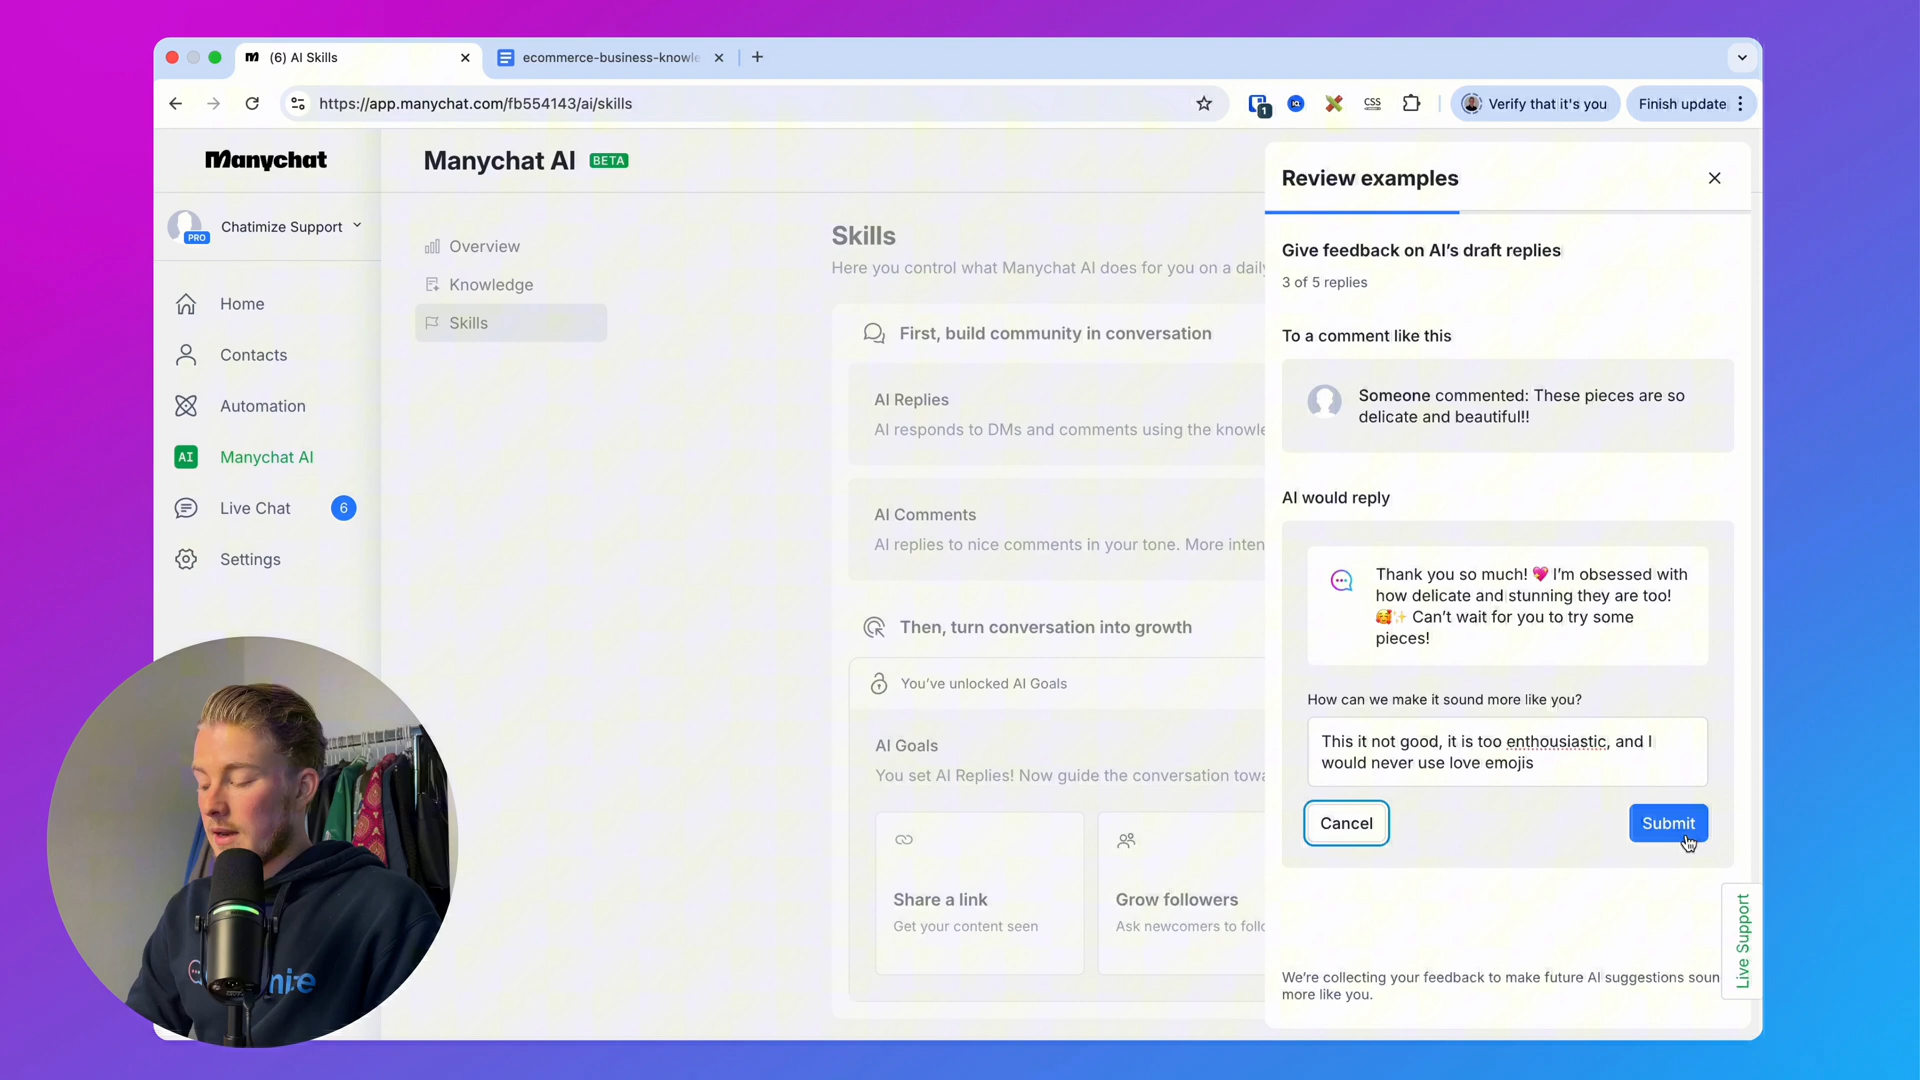 (6) AI Skills
ecommerce-business-knowle
https://app.manychat.com/fb554143/ai/skills
1
CSS
Verify that it's you
Finish update
Manychat
PRO
Chatimize Support
Home
Contacts
Automation
AI
Manychat AI
Live Chat
6
Settings
Manychat AI
BETA
Overview
Knowledge
Skills
Skills
Here you control what Manychat AI does for you on a daily
First, build community in conversation
AI Replies
AI responds to DMs and comments using the knowle
AI Comments
AI replies to nice comments in your tone. More inten
Then, turn conversation into growth
You've unlocked AI Goals
AI Goals
You set AI Replies! Now guide the conversation towa
Share a link
Get your content seen
Grow followers
Ask newcomers to follo
Review examples
Give feedback on AI's draft replies
3 of 5 replies
To a comment like this
Someone commented: These pieces are so
delicate and beautiful!!
AI would reply
Thank you so much! 💖 I'm obsessed with
how delicate and stunning they are too!
🥰✨ Can't wait for you to try some
pieces!
How can we make it sound more like you?
This it not good, it is too enthousiastic, and I
would never use love emojis
Cancel
Submit
Live Support
We're collecting your feedback to make future AI suggestions soun
more like you.